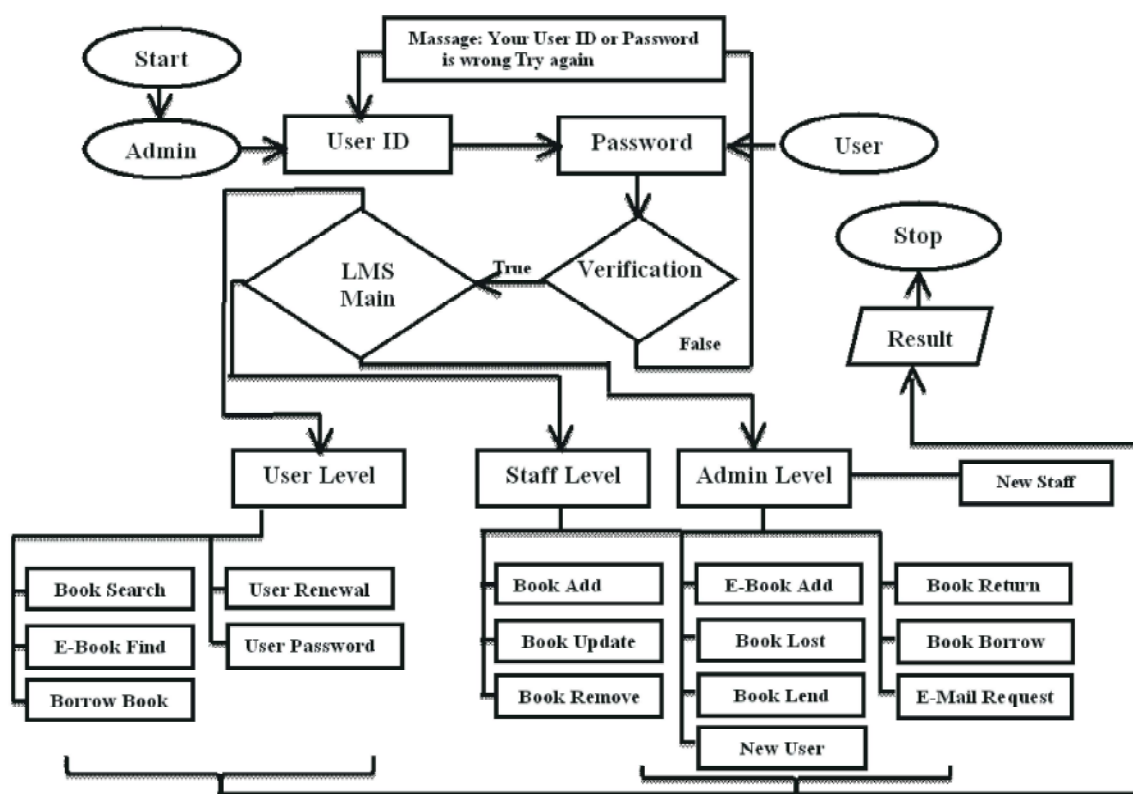 Massage: Your User ID or Password
is wrong Try again
Start
Admin
User ID
Password
User
Stop
LMS
Main
True
Verification
False
Result
User Level
Staff Level
Admin Level
New Staff
Book Search
User Renewal
Book Add
E-Book Add
Book Return
E-Book Find
User Password
Book Update
Book Lost
Book Borrow
Borrow Book
Book Remove
Book Lend
E-Mail Request
New User